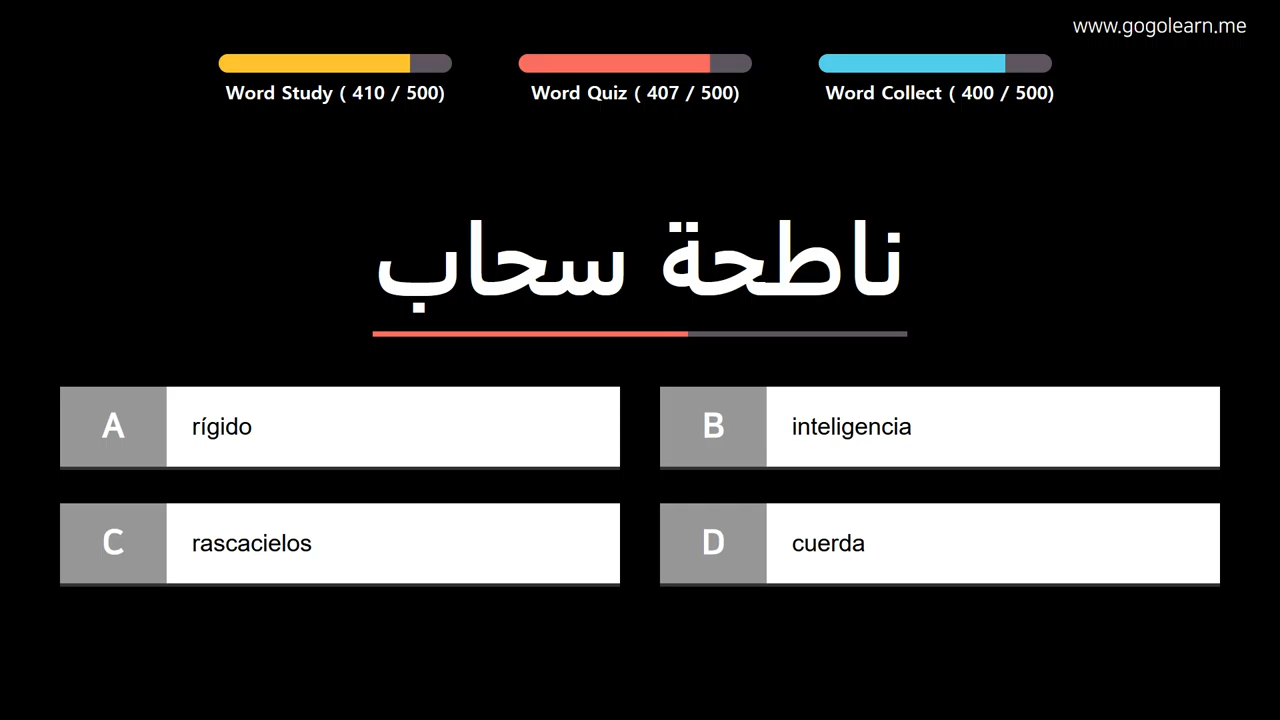 www.gogolearn.me
Word Study ( 410 / 500)
Word Quiz ( 407 / 500)
Word Collect ( 400 / 500)
ناطحة سحاب
A rígido
B inteligencia
C rascacielos
D cuerda